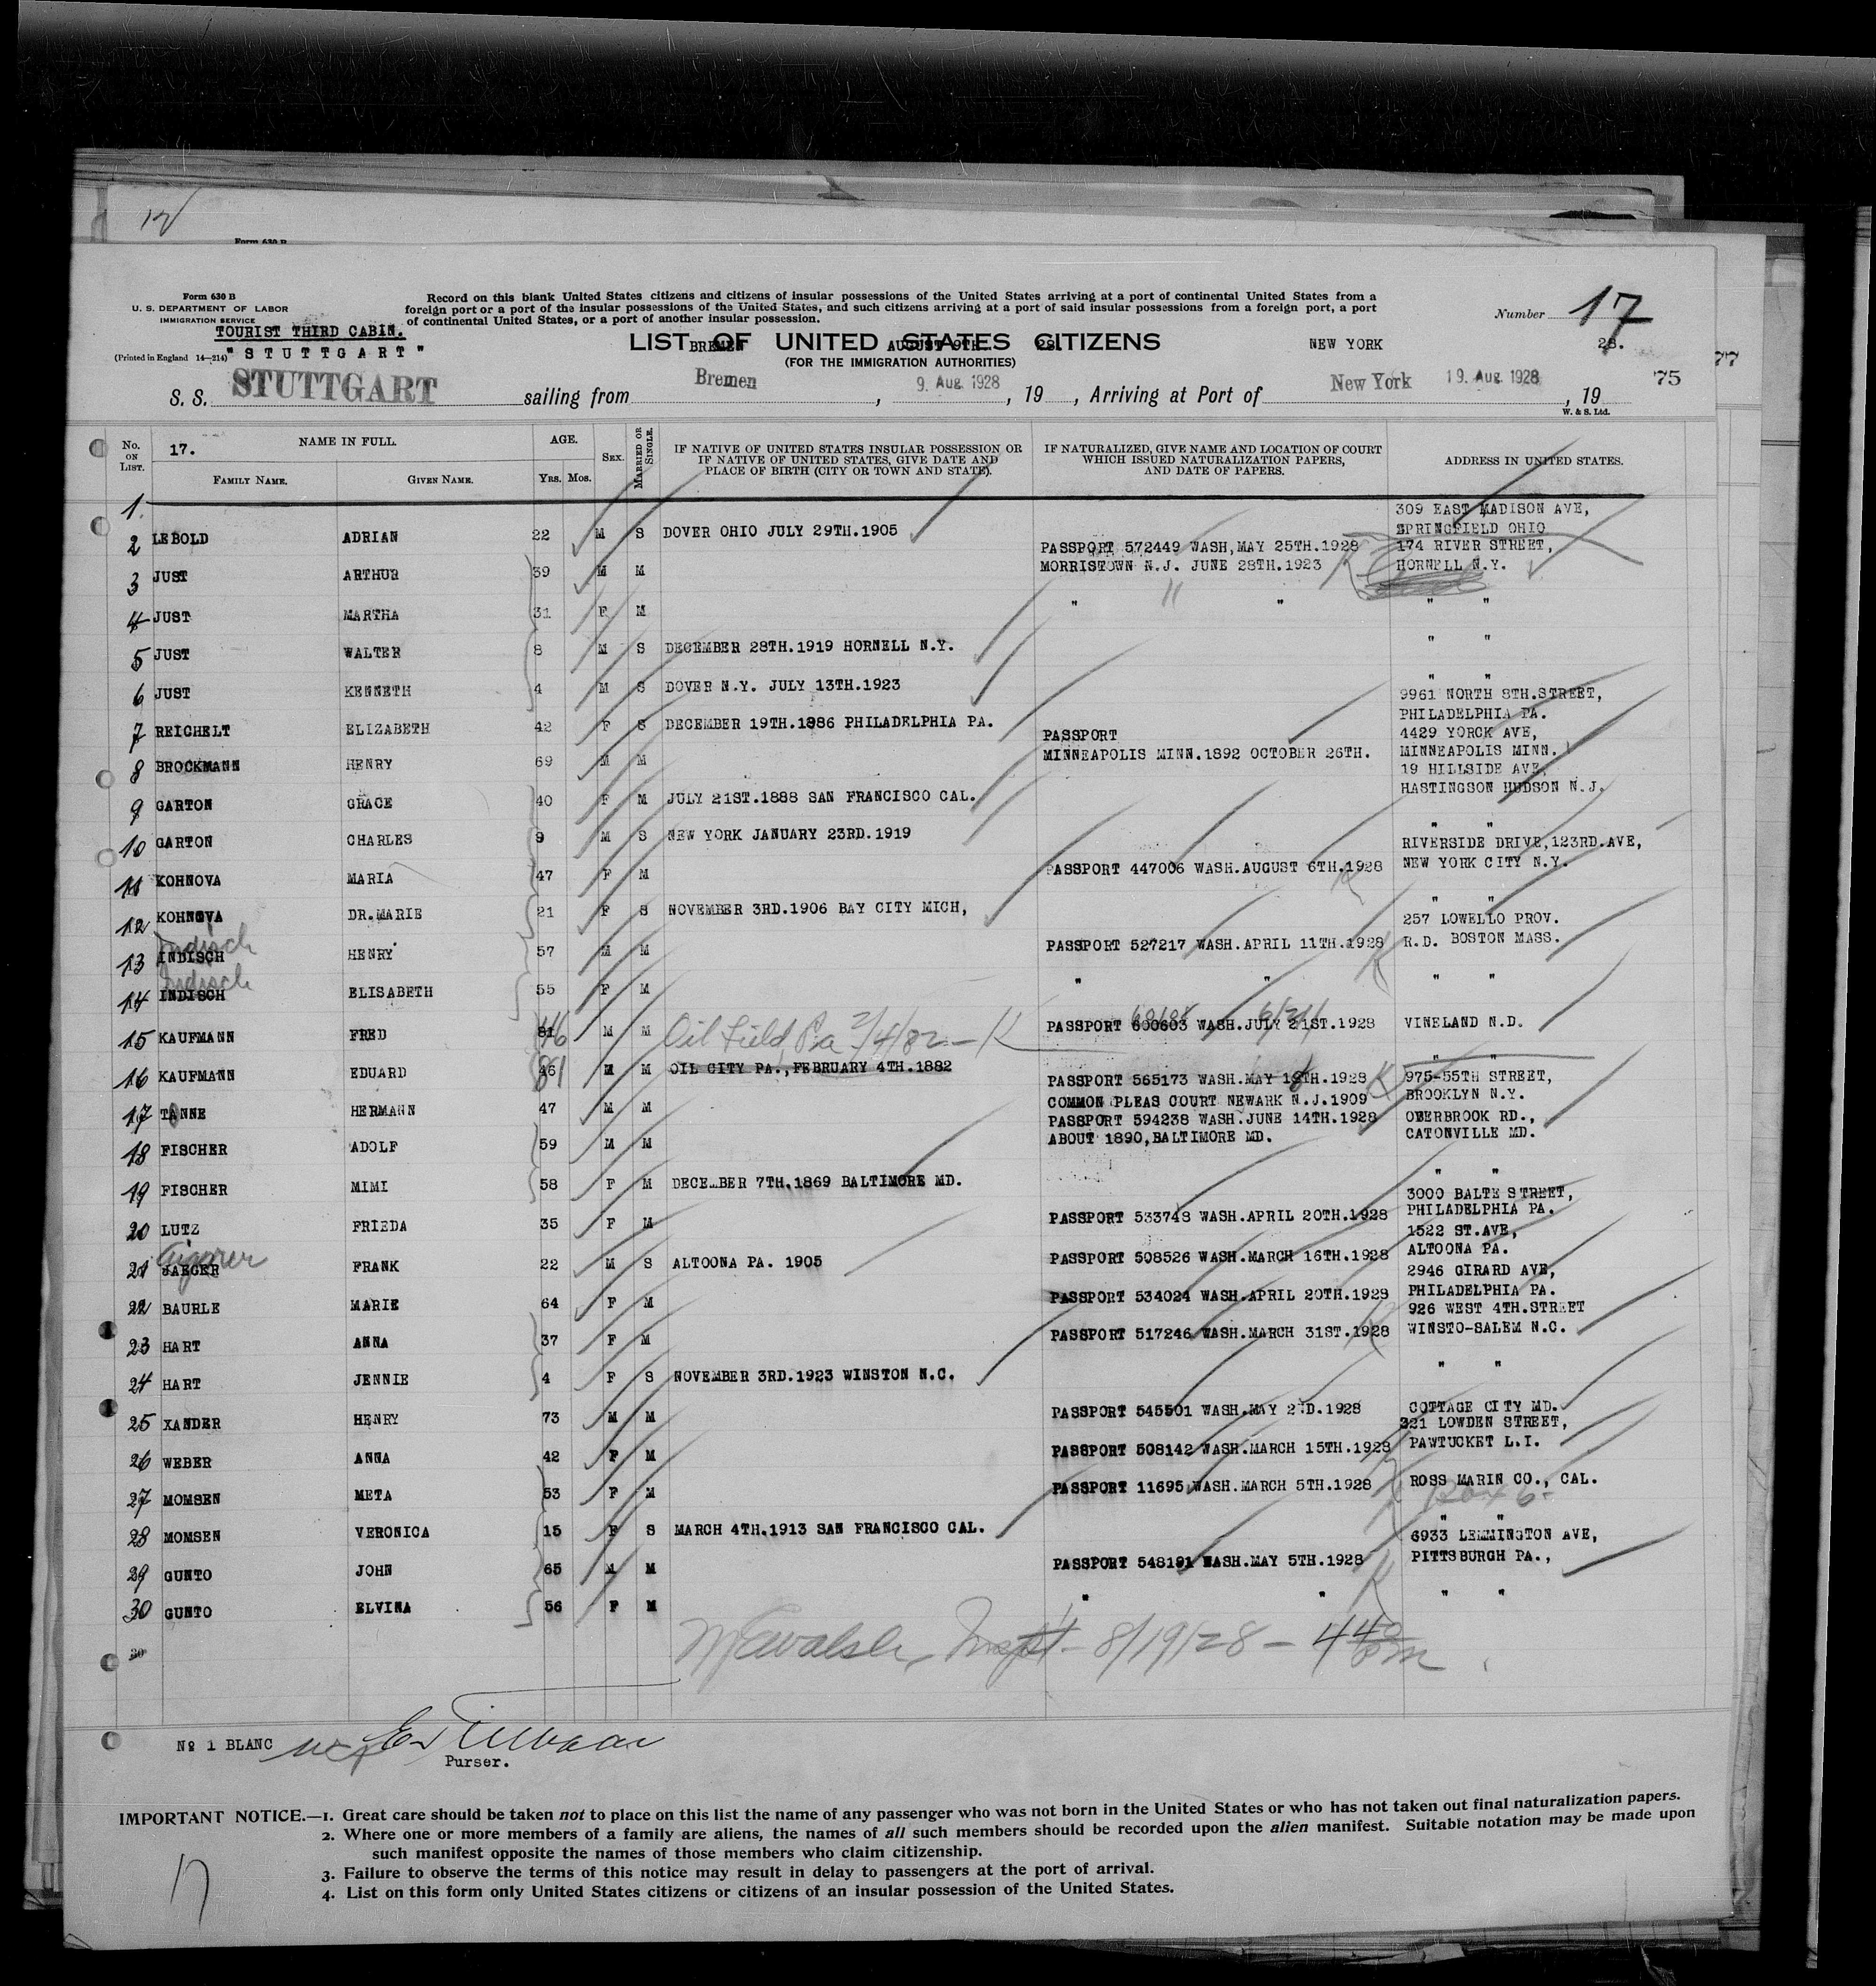 17
Form 630 B
Form 630 B
U. S. DEPARTMENT OF LABOR
IMMIGRATION SERVICE
TOURIST THIRD CABIN.
(Printed in England 14—214) "STUTTGART"
Record on this blank United States citizens and citizens of insular possessions of the United States arriving at a port of continental United States from a
foreign port or a port of the insular possessions of the United States, and such citizens arriving at a port of said insular possessions from a foreign port, a port
of continental United States, or a port of another insular possession.
Number 17
LIST OF UNITED STATES CITIZENS
BREMEN AUGUST 9TH. 28. NEW YORK 28.
(FOR THE IMMIGRATION AUTHORITIES)
S. S. STUTTGART sailing from Bremen, 9. Aug. 1928, 19 , Arriving at Port of New York 19. Aug. 1928, 19
75
77
W. & S. Ltd.
No. ON LIST. 17. NAME IN FULL. AGE. SEX. MARRIED OR SINGLE. IF NATIVE OF UNITED STATES INSULAR POSSESSION OR IF NATIVE OF UNITED STATES, GIVE DATE AND PLACE OF BIRTH (CITY OR TOWN AND STATE). IF NATURALIZED, GIVE NAME AND LOCATION OF COURT WHICH ISSUED NATURALIZATION PAPERS, AND DATE OF PAPERS. ADDRESS IN UNITED STATES.
FAMILY NAME. GIVEN NAME. Yrs. Mos.
1.
2 LEBOLD ADRIAN 22 M S DOVER OHIO JULY 29TH.1905 309 EAST MADISON AVE, SPRINGFIELD OHIO
3 JUST ARTHUR 39 M M PASSPORT 572449 WASH,MAY 25TH.1928 MORRISTOWN N.J. JUNE 28TH.1923 174 RIVER STREET, HORNELL N.Y.
4 JUST MARTHA 31 F M " " " "
5 JUST WALTER 8 M S DECEMBER 28TH.1919 HORNELL N.Y. " "
6 JUST KENNETH 4 M S DOVER N.Y. JULY 13TH.1923 " "
7 REICHELT ELIZABETH 42 F S DECEMBER 19TH.1886 PHILADELPHIA PA. 9961 NORTH 8TH.STREET, PHILADELPHIA PA.
8 BROCKMANN HENRY 69 M M PASSPORT MINNEAPOLIS MINN.1892 OCTOBER 26TH. 4429 YORCK AVE, MINNEAPOLIS MINN.
9 GARTON GRACE 40 F M JULY 21ST.1888 SAN FRANCISCO CAL. 19 HILLSIDE AVE, HASTINGSON HUDSON N.J.
10 GARTON CHARLES 9 M S NEW YORK JANUARY 23RD.1919 " "
11 KOHNOVA MARIA 47 F M PASSPORT 447006 WASH.AUGUST 6TH.1928 RIVERSIDE DRIVE,123RD.AVE, NEW YORK CITY N.Y.
12 KOHNOVA DR.MARIE 21 F S NOVEMBER 3RD.1906 BAY CITY MICH, " "
Indisch
13 INDISCH HENRY 57 M M PASSPORT 527217 WASH.APRIL 11TH.1928 257 LOWELLO PROV. R.D. BOSTON MASS.
Indisch
14 INDISCH ELISABETH 55 F M " " " "
15 KAUFMANN FRED 81 46 M M Oil Field Pa 2/4/82 - K PASSPORT 600603 WASH.JULY 21ST.1928 VINELAND N.D.
16 KAUFMANN EDUARD 46 81 M M OIL CITY PA.,FEBRUARY 4TH.1882 " "
17 TANNE HERMANN 47 M M PASSPORT 565173 WASH.MAY 18TH.1928 COMMON PLEAS COURT NEWARK N.J.1909 975-55TH STREET, BROOKLYN N.Y.
18 FISCHER ADOLF 59 M M PASSPORT 594238 WASH.JUNE 14TH.1928 ABOUT 1890,BALTIMORE MD. OBERBROOK RD., CATONVILLE MD.
19 FISCHER MIMI 58 F M DECEMBER 7TH.1869 BALTIMORE MD. " "
20 LUTZ FRIEDA 35 F M PASSPORT 533748 WASH.APRIL 20TH.1928 3000 BALTE STREET, PHILADELPHIA PA.
21 JAEGER FRANK 22 M S ALTOONA PA. 1905 PASSPORT 508526 WASH.MARCH 16TH.1928 1522 ST.AVE, ALTOONA PA.
22 BAURLE MARIE 64 F M PASSPORT 534024 WASH.APRIL 20TH.1928 2946 GIRARD AVE, PHILADELPHIA PA.
23 HART ANNA 37 F M PASSPORT 517246 WASH.MARCH 31ST.1928 926 WEST 4TH.STREET WINSTO-SALEM N.C.
24 HART JENNIE 4 F S NOVEMBER 3RD.1923 WINSTON N.C. " "
25 XANDER HENRY 73 M M PASSPORT 545501 WASH.MAY 2ND.1928 COTTAGE CITY MD.
26 WEBER ANNA 42 F M PASSPORT 508142 WASH.MARCH 15TH.1928 321 LOWDEN STREET, PAWTUCKET L.I.
27 MOMSEN META 53 F M PASSPORT 11695 WASH.MARCH 5TH.1928 ROSS MARIN CO., CAL.
Box 6-
28 MOMSEN VERONICA 15 F S MARCH 4TH.1913 SAN FRANCISCO CAL. " "
29 GUNTO JOHN 65 M M PASSPORT 548191 WASH.MAY 5TH.1928 6933 LEMMINGTON AVE, PITTSBURGH PA.,
30 GUNTO ELVINA 56 F M " " " "
30
Inspt - 8/19/28 - 4 40 pm
No 1 BLANC
Purser.
IMPORTANT NOTICE.—1. Great care should be taken not to place on this list the name of any passenger who was not born in the United States or who has not taken out final naturalization papers.
2. Where one or more members of a family are aliens, the names of all such members should be recorded upon the alien manifest. Suitable notation may be made upon
such manifest opposite the names of those members who claim citizenship.
3. Failure to observe the terms of this notice may result in delay to passengers at the port of arrival.
4. List on this form only United States citizens or citizens of an insular possession of the United States.
17